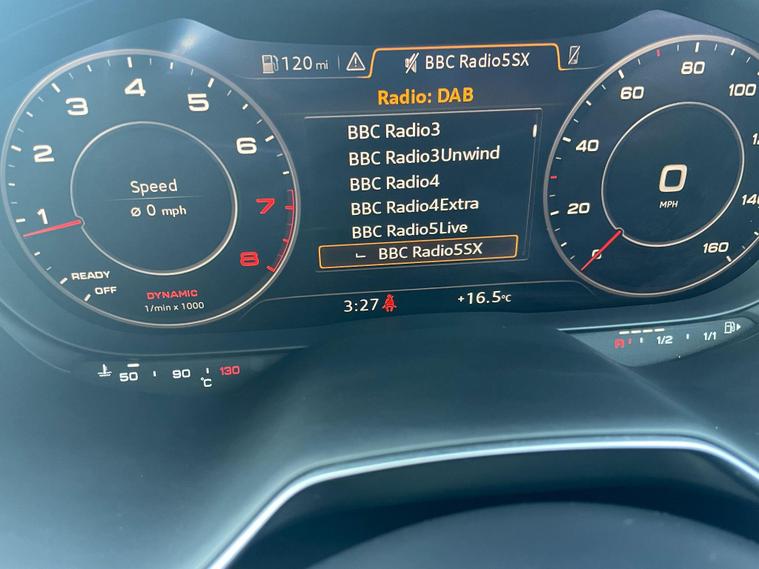 120 mi
BBC Radio5SX
Radio: DAB
BBC Radio3
BBC Radio3Unwind
BBC Radio4
BBC Radio4Extra
BBC Radio5Live
BBC Radio5SX
3:27
+16.5°C
1
2
3
4
5
6
7
8
Speed
Ø 0 mph
READY
OFF
DYNAMIC
1/min x 1000
0
20
40
60
80
100
140
160
0
MPH
50
90
130
°C
R
1/2
1/1